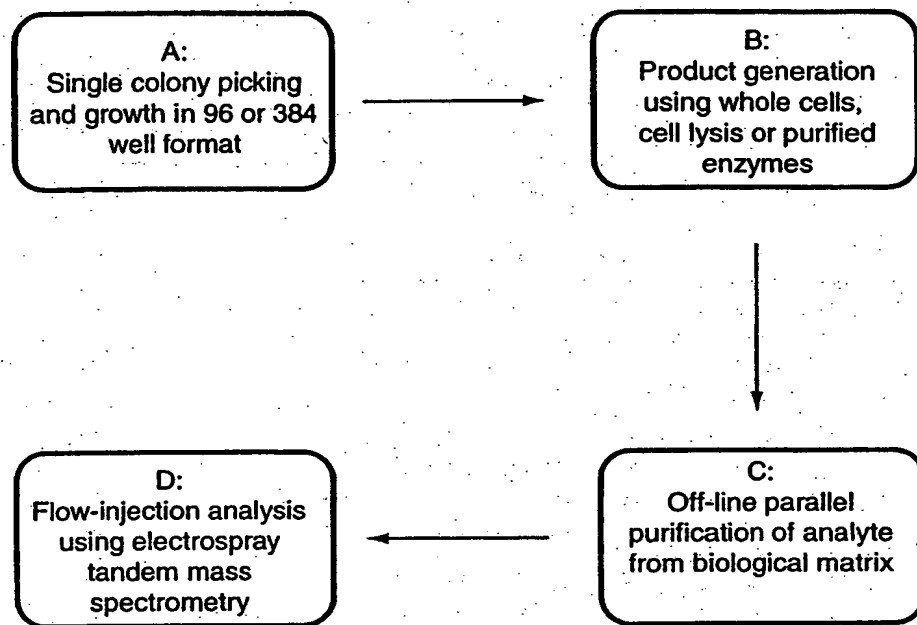 A:
Single colony picking
and growth in 96 or 384
well format
B:
Product generation
using whole cells,
cell lysis or purified
enzymes
C:
Off-line parallel
purification of analyte
from biological matrix
D:
Flow-injection analysis
using electrospray
tandem mass
spectrometry